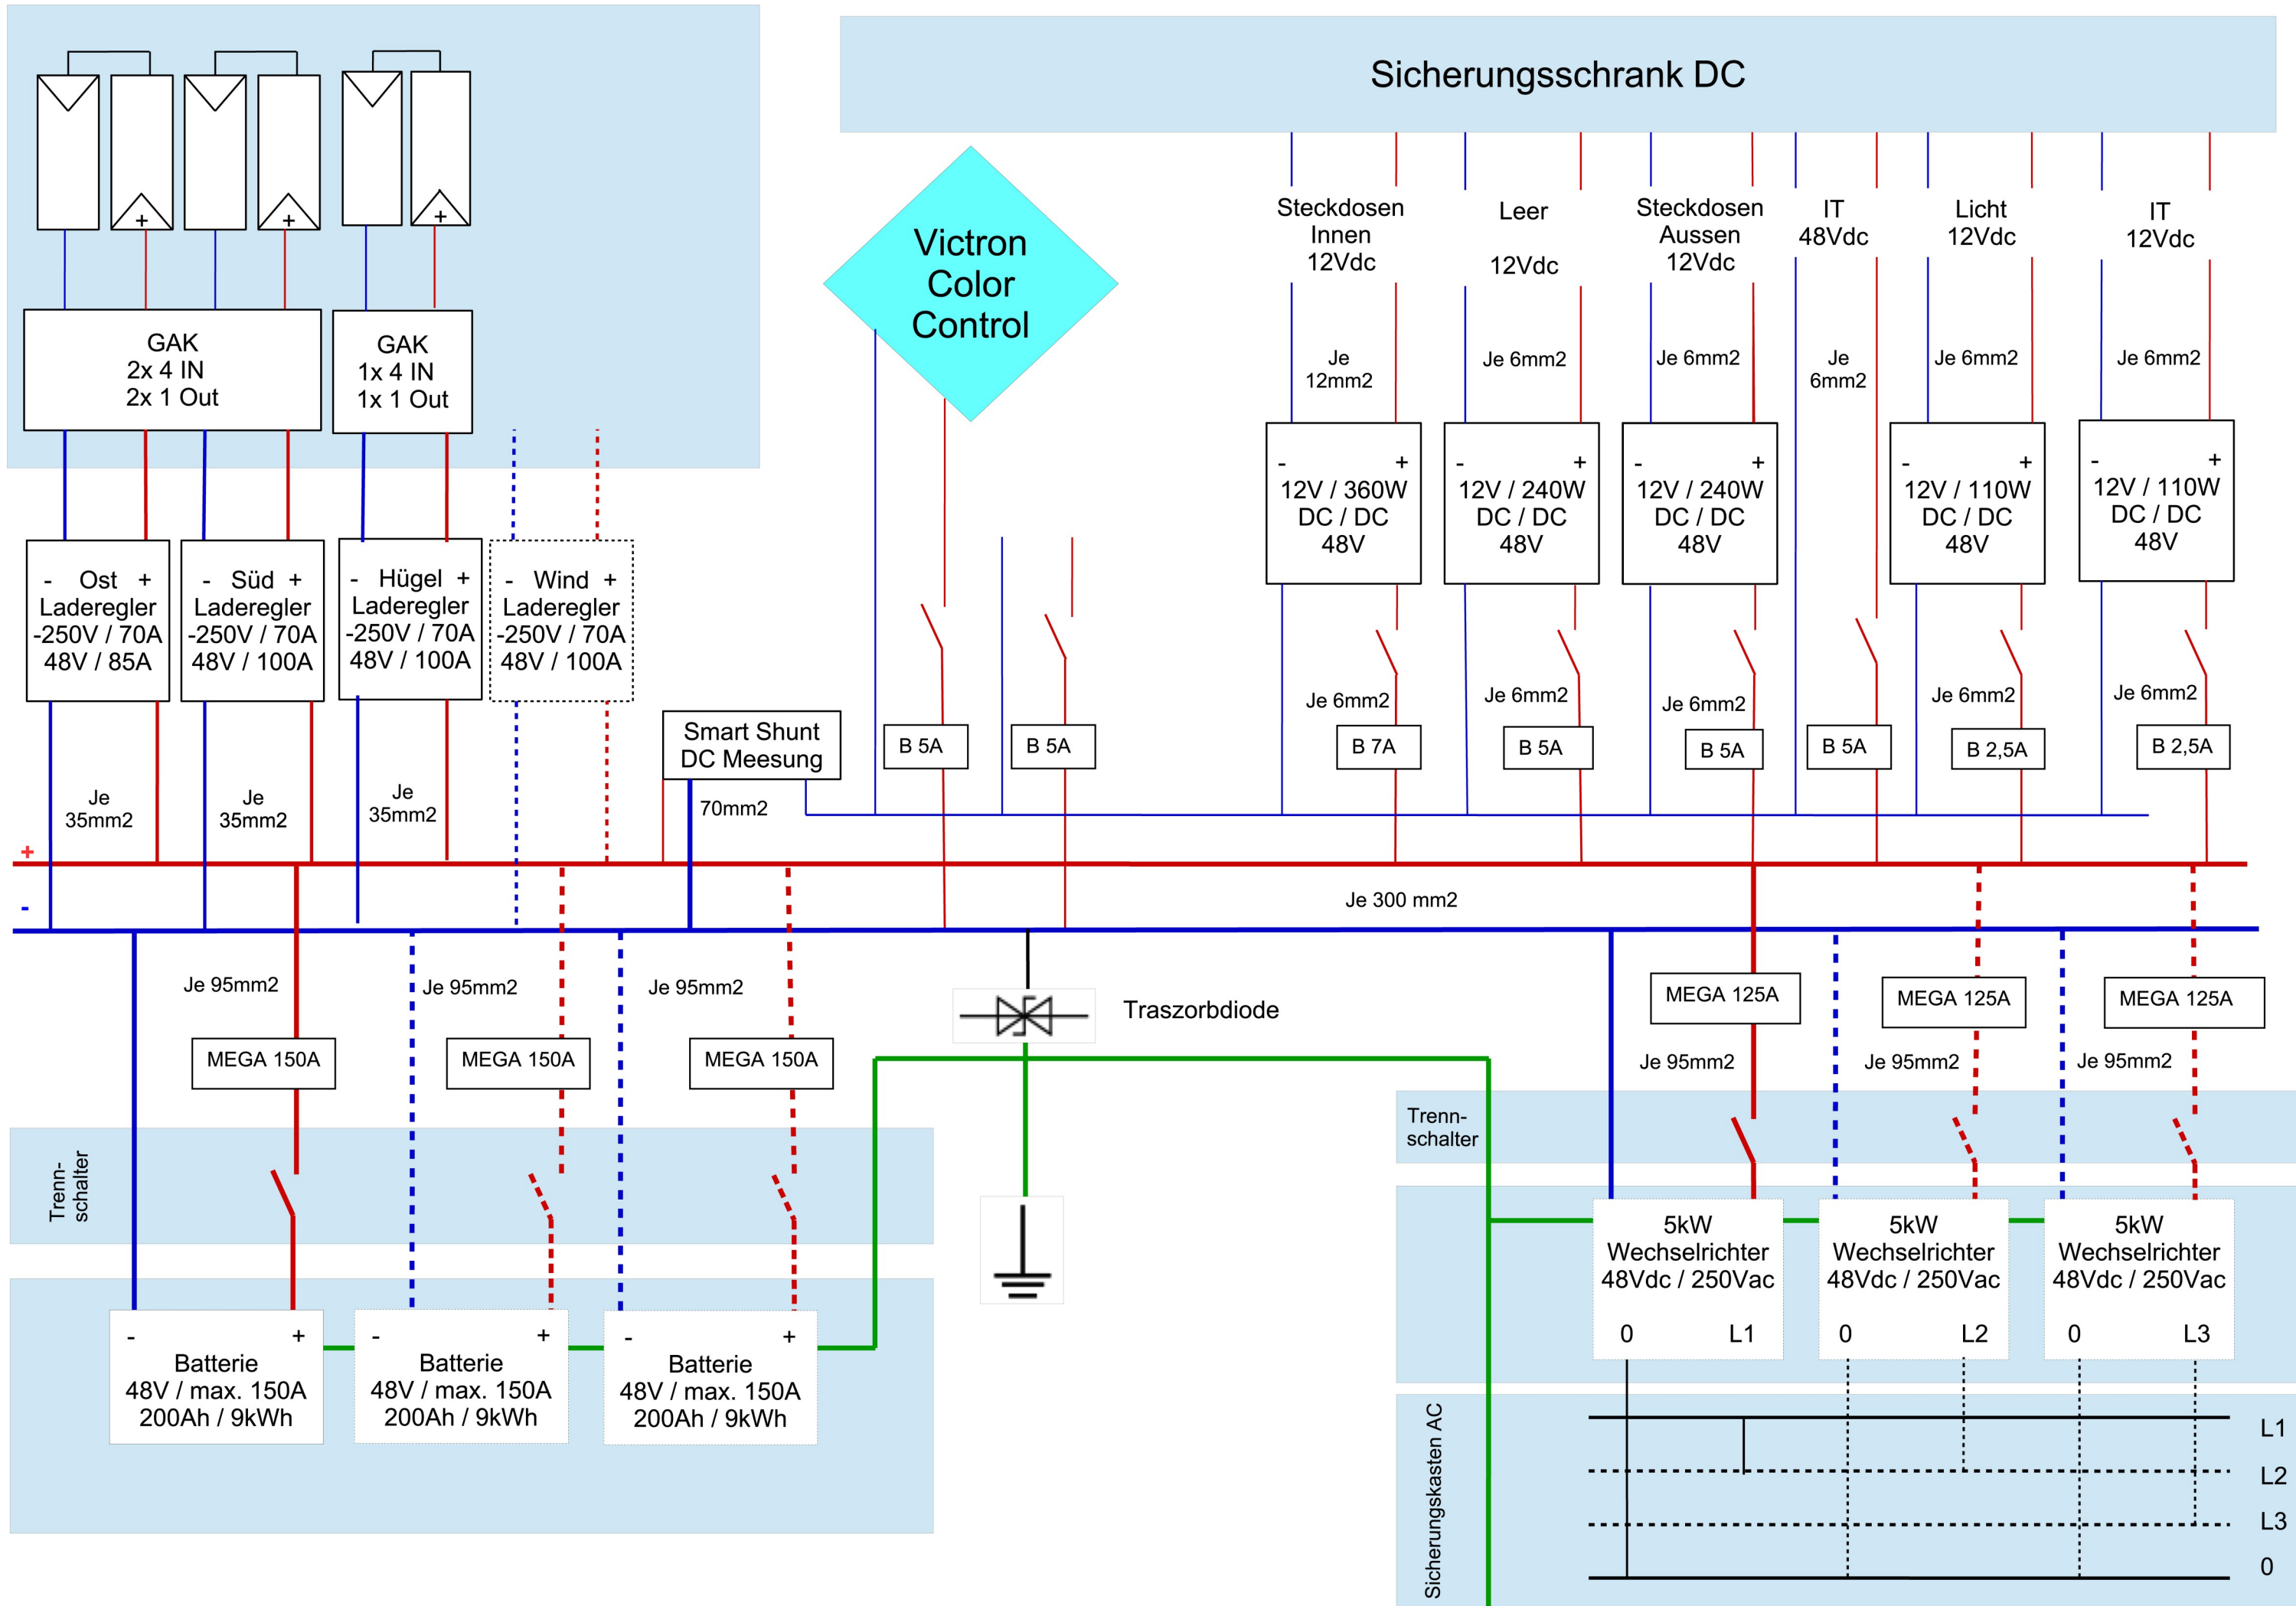 Sicherungsschrank DC
+
+
+
GAK
2x 4 IN
2x 1 Out
GAK
1x 4 IN
1x 1 Out
Victron
Color
Control
Steckdosen
Innen
12Vdc
Leer
12Vdc
Steckdosen
Aussen
12Vdc
IT
48Vdc
Licht
12Vdc
IT
12Vdc
Je
12mm2
Je 6mm2
Je 6mm2
Je
6mm2
Je 6mm2
Je 6mm2
- +
12V / 360W
DC / DC
48V
- +
12V / 240W
DC / DC
48V
- +
12V / 240W
DC / DC
48V
- +
12V / 110W
DC / DC
48V
- +
12V / 110W
DC / DC
48V
- Ost +
Laderegler
-250V / 70A
48V / 85A
- Süd +
Laderegler
-250V / 70A
48V / 100A
- Hügel +
Laderegler
-250V / 70A
48V / 100A
- Wind +
Laderegler
-250V / 70A
48V / 100A
Je 6mm2
Je 6mm2
Je 6mm2
Je 6mm2
Je 6mm2
Smart Shunt
DC Meesung
B 5A
B 5A
B 7A
B 5A
B 5A
B 5A
B 2,5A
B 2,5A
Je
35mm2
Je
35mm2
Je
35mm2
70mm2
+
-
Je 300 mm2
Je 95mm2
Je 95mm2
Je 95mm2
MEGA 150A
MEGA 150A
MEGA 150A
Traszorbdiode
MEGA 125A
MEGA 125A
MEGA 125A
Je 95mm2
Je 95mm2
Je 95mm2
Trenn-
schalter
Trenn-
schalter
5kW
Wechselrichter
48Vdc / 250Vac
0 L1
5kW
Wechselrichter
48Vdc / 250Vac
0 L2
5kW
Wechselrichter
48Vdc / 250Vac
0 L3
- +
Batterie
48V / max. 150A
200Ah / 9kWh
- +
Batterie
48V / max. 150A
200Ah / 9kWh
- +
Batterie
48V / max. 150A
200Ah / 9kWh
Sicherungskasten AC
L1
L2
L3
0